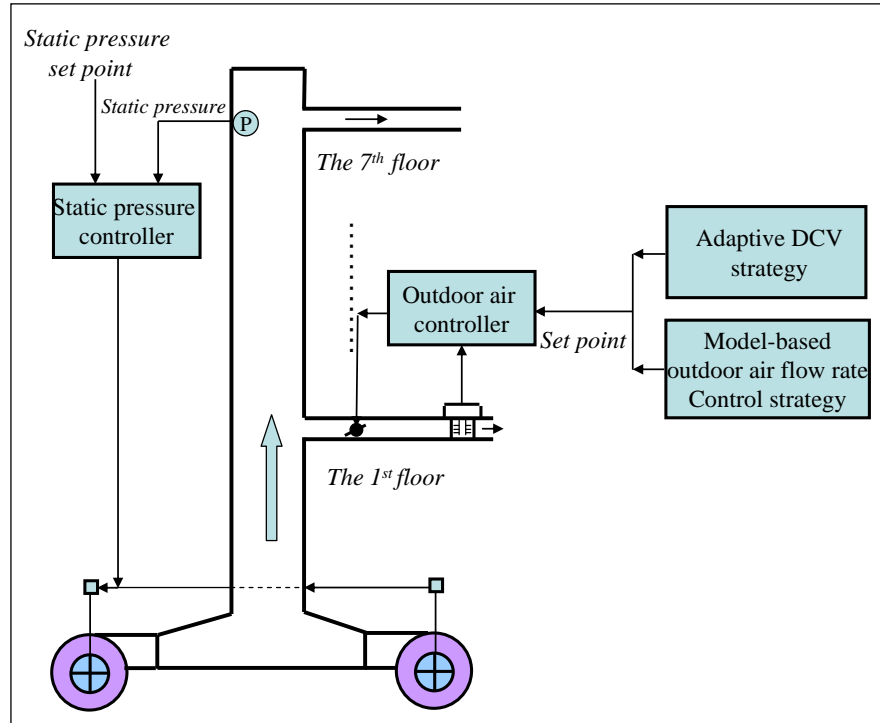 Static pressure
set point
Static pressure
P
The 7th floor
Static pressure
controller
Adaptive DCV
strategy
Outdoor air
controller
Set point
Model-based
outdoor air flow rate
Control strategy
The 1st floor